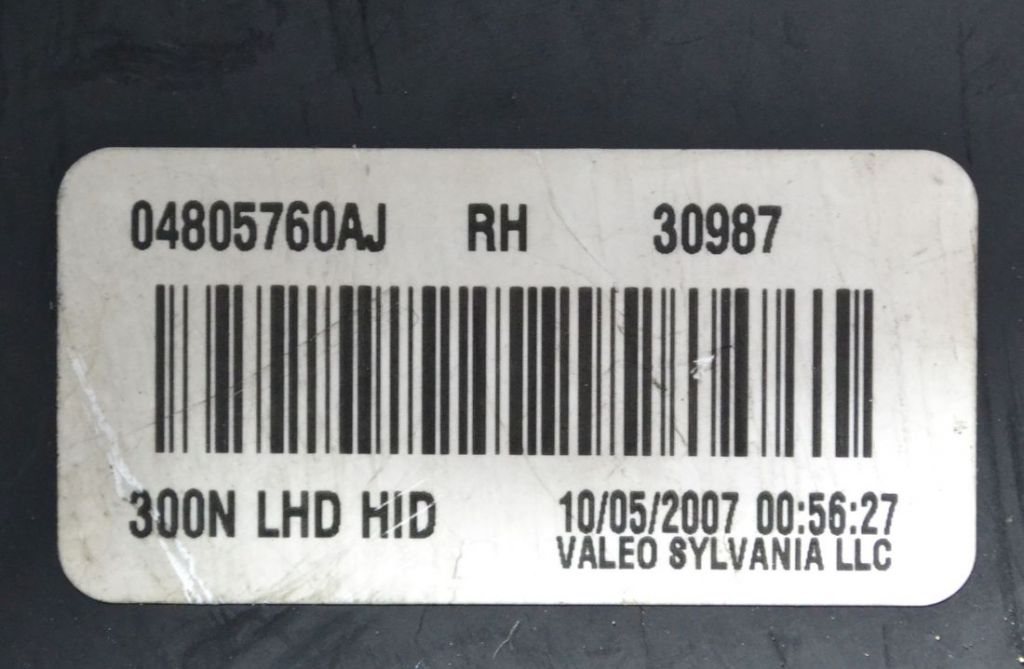 04805760AJ RH 30987
300N LHD HID
10/05/2007 00:56:27
VALEO SYLVANIA LLC